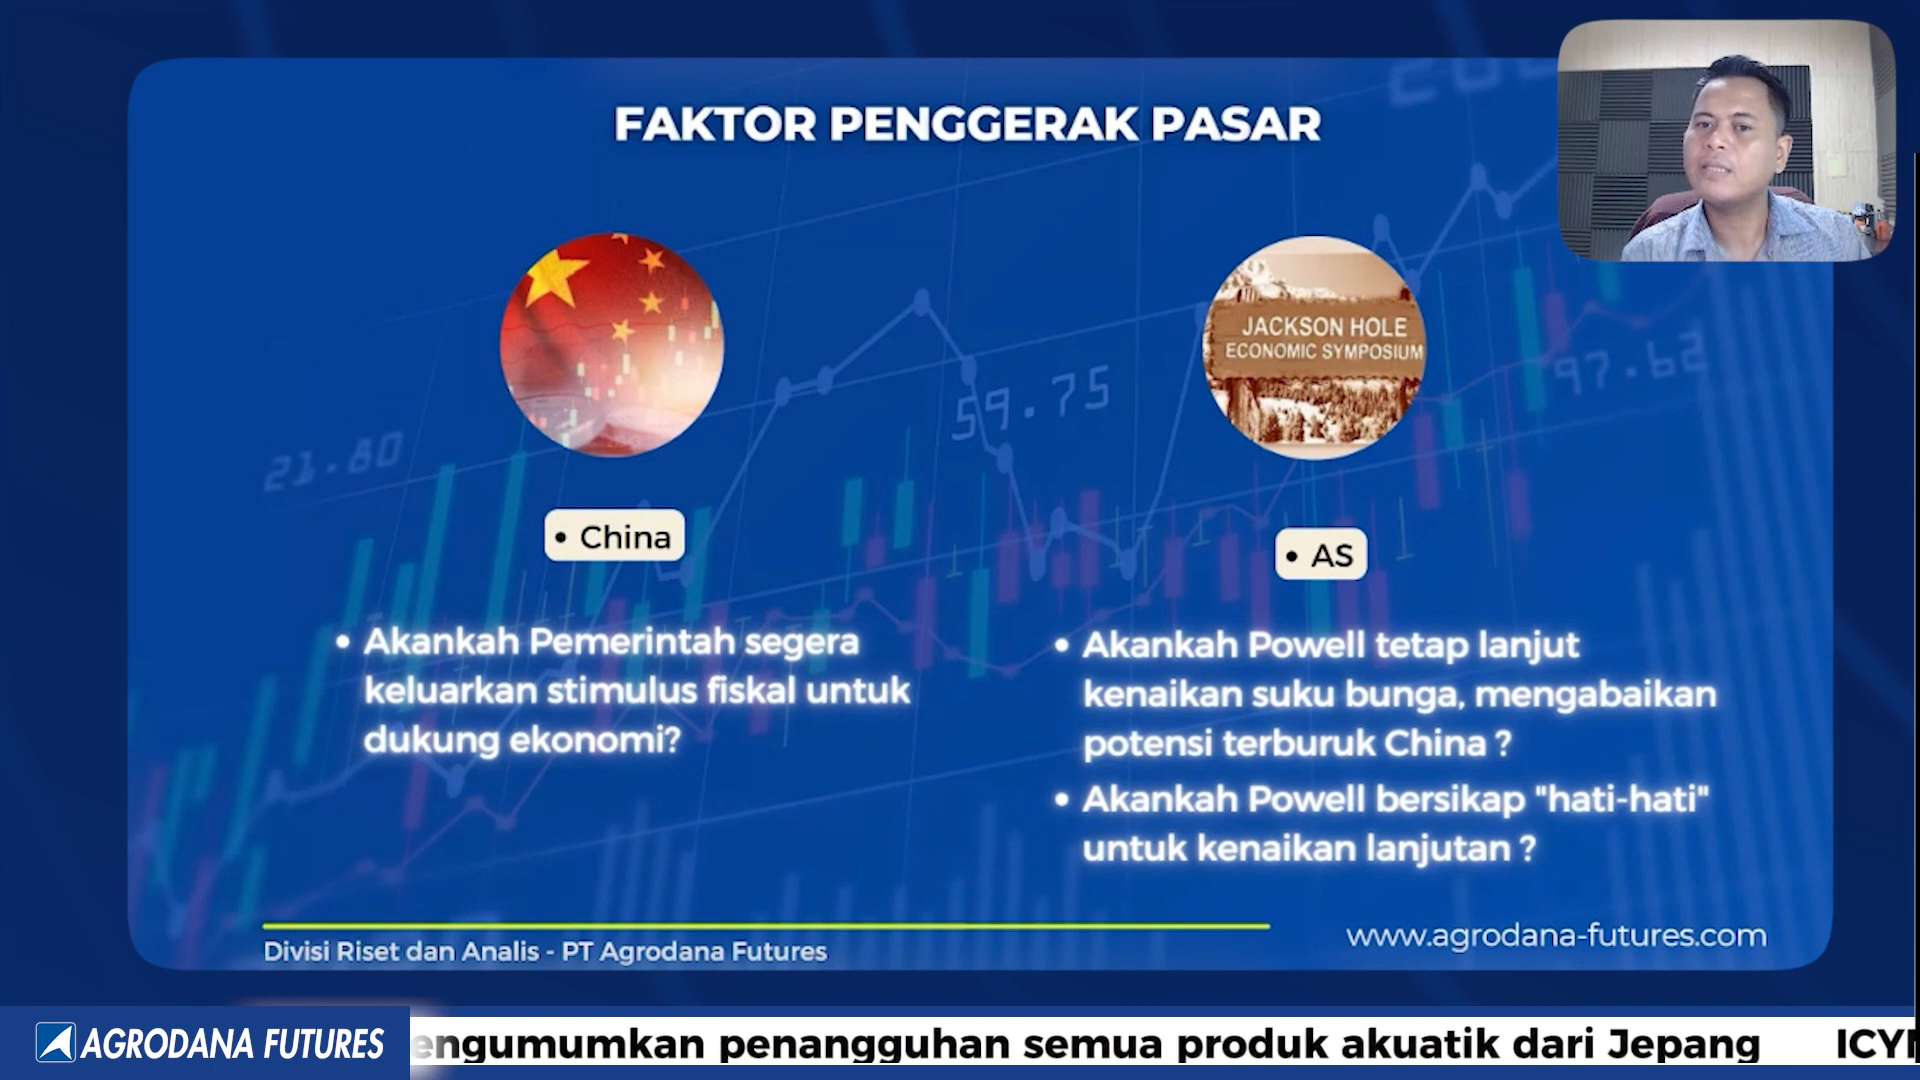 FAKTOR PENGGERAK PASAR
JACKSON HOLE
ECONOMIC SYMPOSIUM
21.80
59.75
97.62
• China
• AS
• Akankah Pemerintah segera
keluarkan stimulus fiskal untuk
dukung ekonomi?
• Akankah Powell tetap lanjut
kenaikan suku bunga, mengabaikan
potensi terburuk China ?
• Akankah Powell bersikap "hati-hati"
untuk kenaikan lanjutan ?
Divisi Riset dan Analis - PT Agrodana Futures
www.agrodana-futures.com
AGRODANA FUTURES
engumumkan penangguhan semua produk akuatik dari Jepang